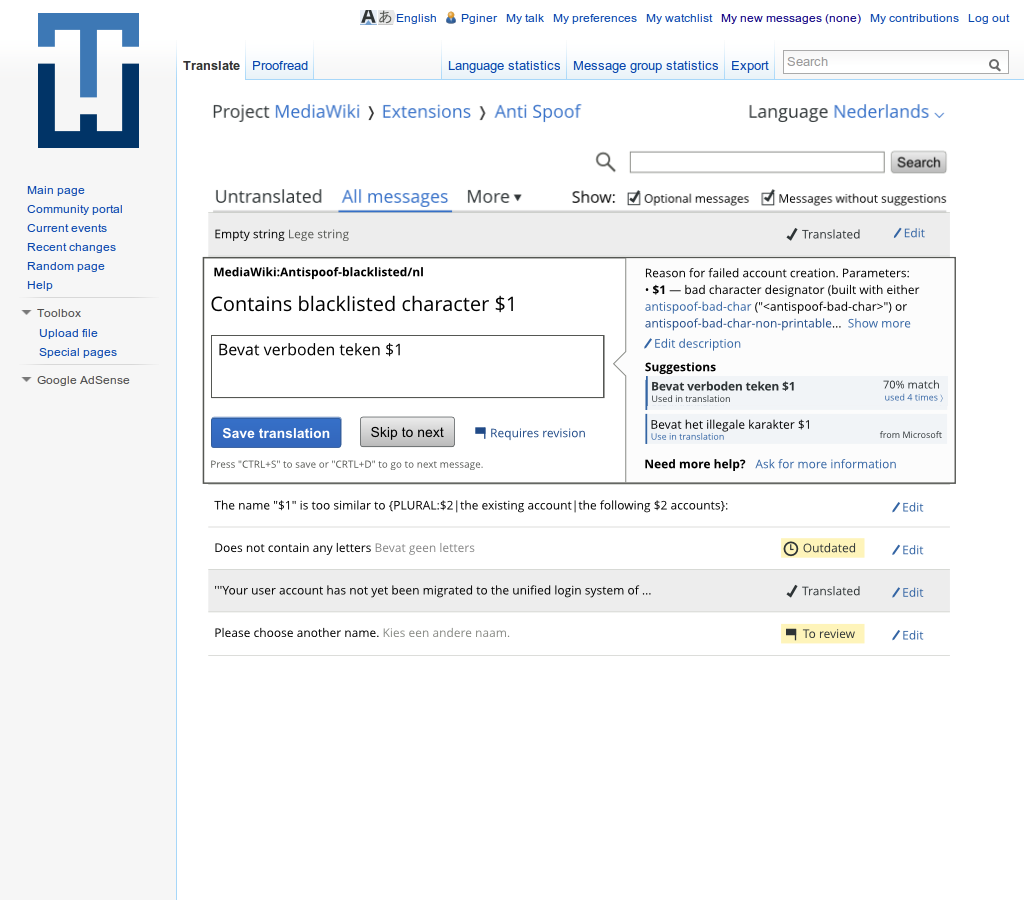 English Pginer My talk My preferences My watchlist My new messages (none) My contributions Log out
Translate Proofread Language statistics Message group statistics Export Search
Project MediaWiki ❭ Extensions ❭ Anti Spoof Language Nederlands
Search
Main page
Community portal
Current events
Recent changes
Random page
Help
Toolbox
Upload file
Special pages
Google AdSense
Untranslated All messages More ▾ Show: Optional messages Messages without suggestions
Empty string Lege string Translated Edit
MediaWiki:Antispoof-blacklisted/nl
Contains blacklisted character $1
Bevat verboden teken $1
Save translation Skip to next Requires revision
Press "CTRL+S" to save or "CRTL+D" to go to next message.
Reason for failed account creation. Parameters:
• $1 — bad character designator (built with either
antispoof-bad-char ("<antispoof-bad-char>") or
antispoof-bad-char-non-printable... Show more
Edit description
Suggestions
Bevat verboden teken $1 70% match
Used in translation used 4 times ⟩
Bevat het illegale karakter $1
Use in translation from Microsoft
Need more help? Ask for more information
The name "$1" is too similar to {PLURAL:$2|the existing account|the following $2 accounts}: Edit
Does not contain any letters Bevat geen letters Outdated Edit
'''Your user account has not yet been migrated to the unified login system of ... Translated Edit
Please choose another name. Kies een andere naam. To review Edit